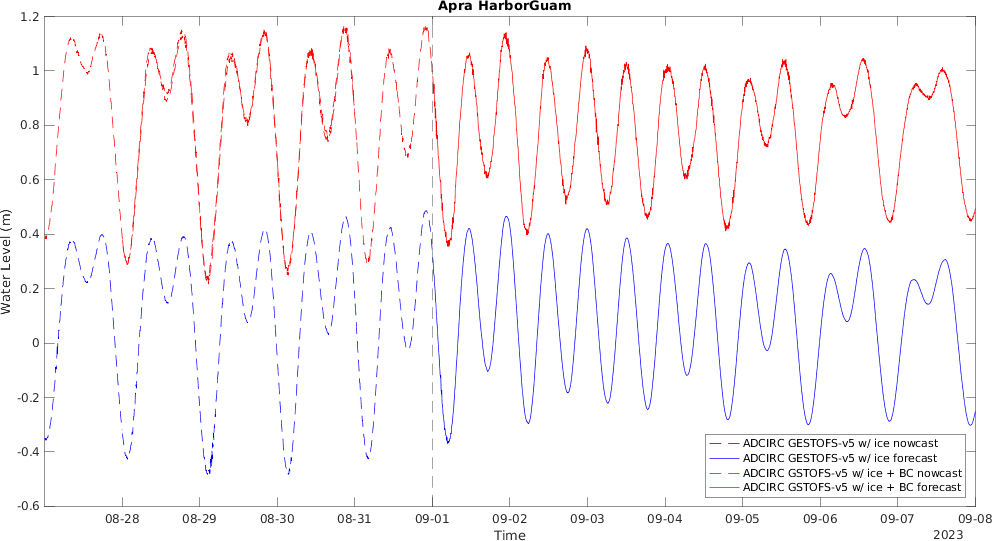 Apra HarborGuam
1.2
1
0.8
0.6
0.4
0.2
0
-0.2
-0.4
-0.6
Water Level (m)
ADCIRC GESTOFS-v5 w/ ice nowcast
ADCIRC GESTOFS-v5 w/ ice forecast
ADCIRC GSTOFS-v5 w/ ice + BC nowcast
ADCIRC GSTOFS-v5 w/ ice + BC forecast
08-28 08-29 08-30 08-31 09-01 09-02 09-03 09-04 09-05 09-06 09-07 09-08
Time
2023